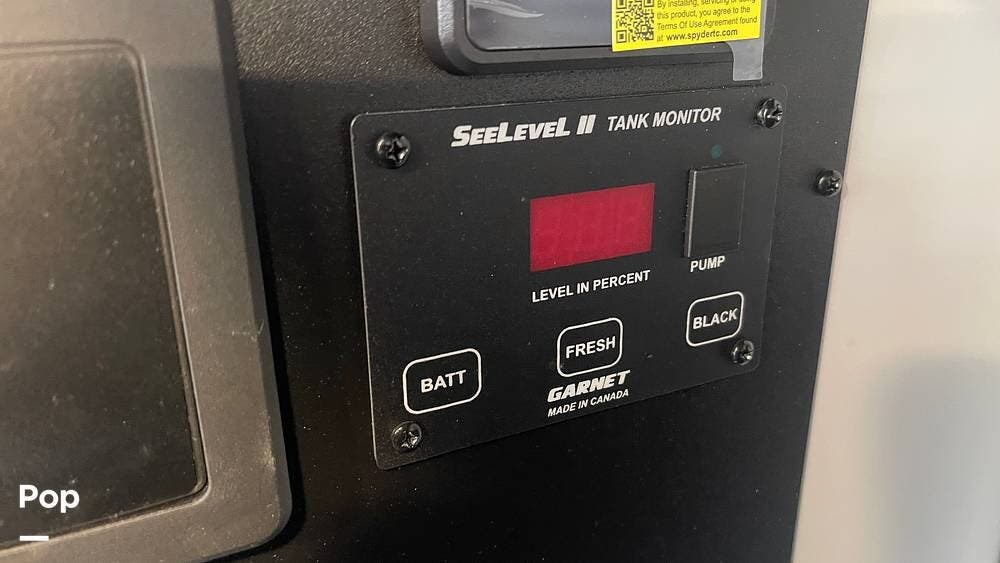 By installing, servicing or using
this product, you agree to the
Terms Of Use Agreement found
at www.spydertc.com
SEELEVEL II TANK MONITOR
LEVEL IN PERCENT
PUMP
BATT
FRESH
BLACK
GARNET
MADE IN CANADA
Pop